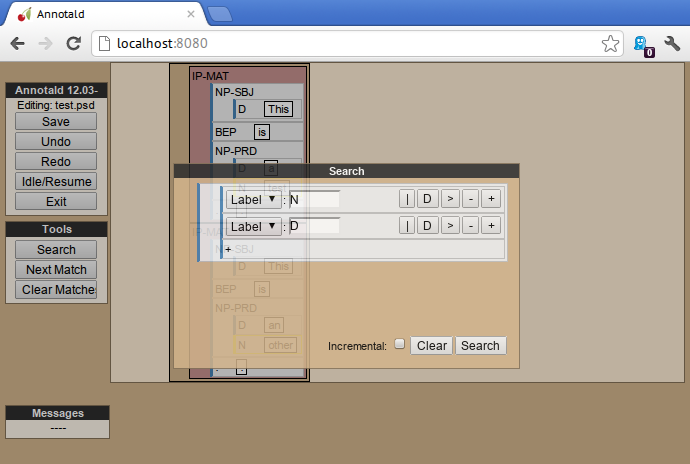 Annotald
localhost:8080
0
Annotald 12.03-
Editing: test.psd
Save
Undo
Redo
Idle/Resume
Exit
Tools
Search
Next Match
Clear Matches
Messages
----
IP-MAT
NP-SBJ
D This
BEP is
NP-PRD
D a
N test
Search
Label : N | D > - +
Label : D | D > - +
+
IP-MAT
NP-SBJ
D This
BEP is
NP-PRD
D an
N other
. .
Incremental: Clear Search